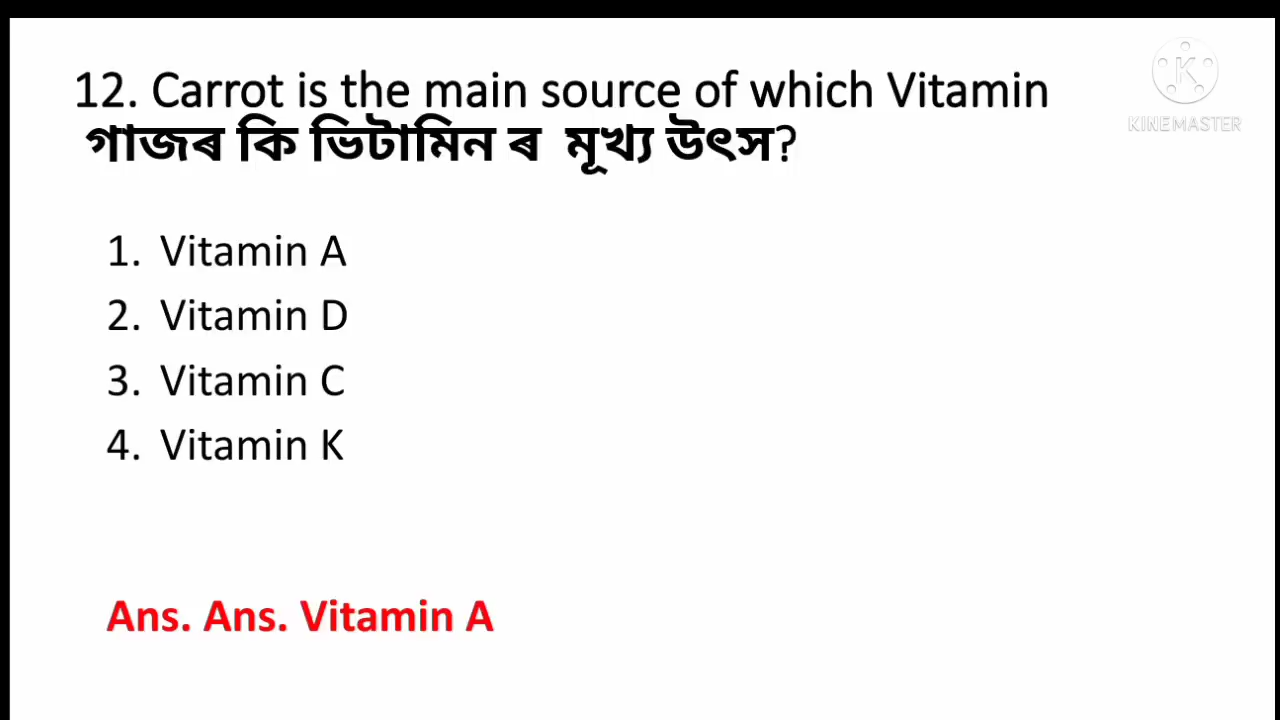 12. Carrot is the main source of which Vitamin
গাজৰ কি ভিটামিন ৰ মূখ্য উৎস?
KINEMASTER
1. Vitamin A
2. Vitamin D
3. Vitamin C
4. Vitamin K
Ans. Ans. Vitamin A